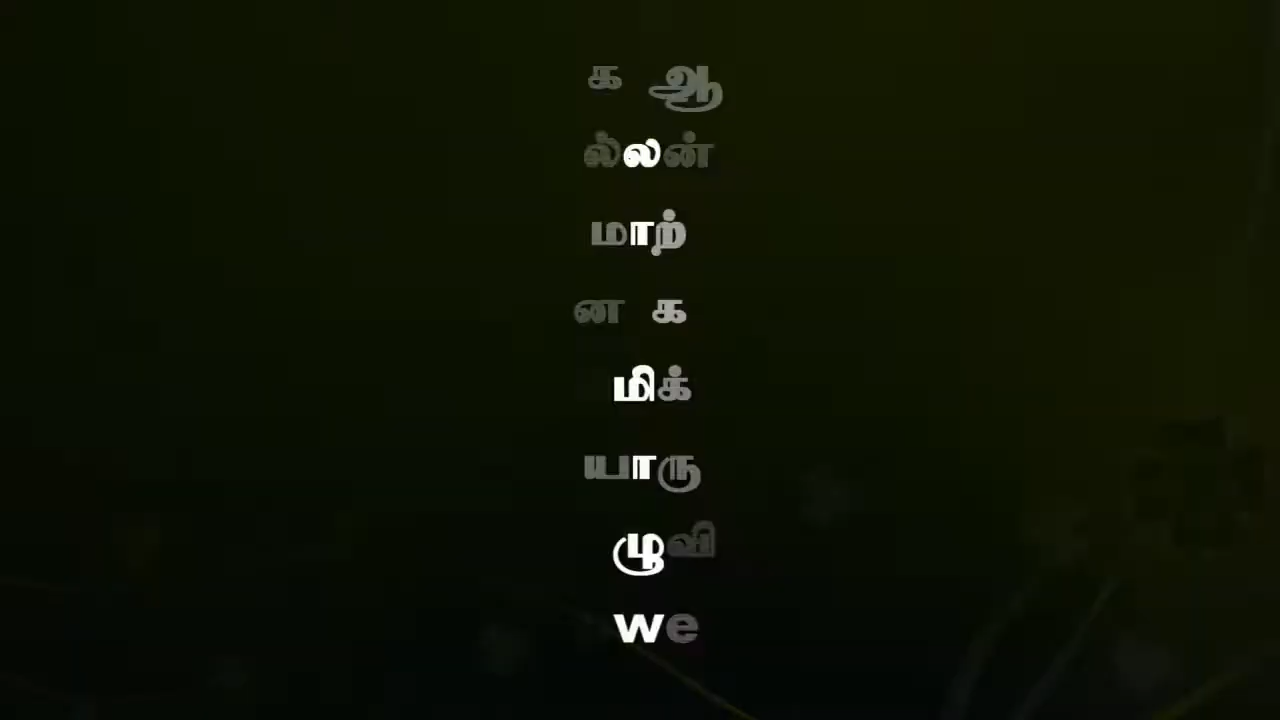 க ஆ
ல்லன்
மாற்
ன க
மிக்
யாரு
ழுவி
we